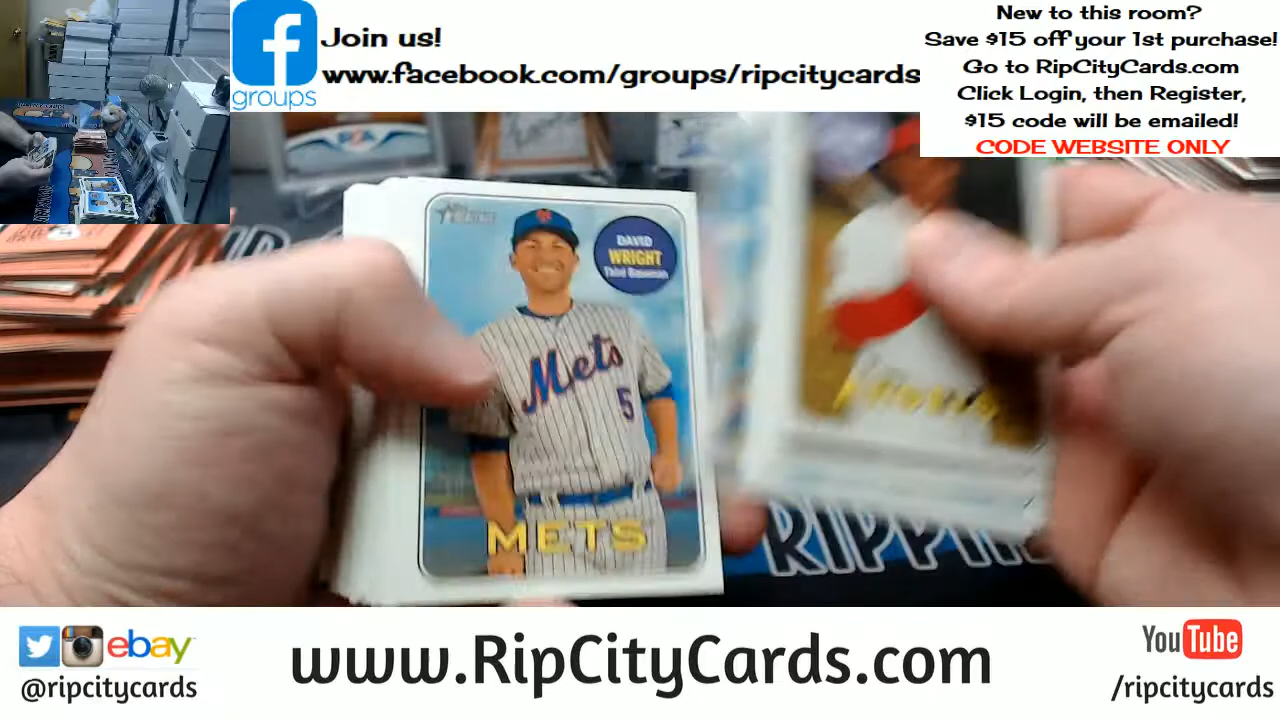 Join us!
www.facebook.com/groups/ripcitycards
groups
New to this room?
Save $15 off your 1st purchase!
Go to RipCityCards.com
Click Login, then Register,
$15 code will be emailed!
CODE WEBSITE ONLY
DAVID
WRIGHT
Third Baseman
Mets
5
METS
RIPPIN
ebay
@ripcitycards
www.RipCityCards.com
YouTube
/ripcitycards